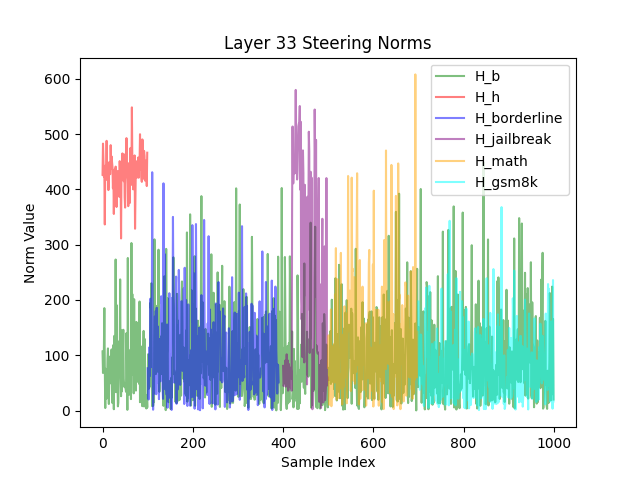 Layer 33 Steering Norms
600
500
400
300
200
100
0
Norm Value
H_b
H_h
H_borderline
H_jailbreak
H_math
H_gsm8k
0 200 400 600 800 1000
Sample Index